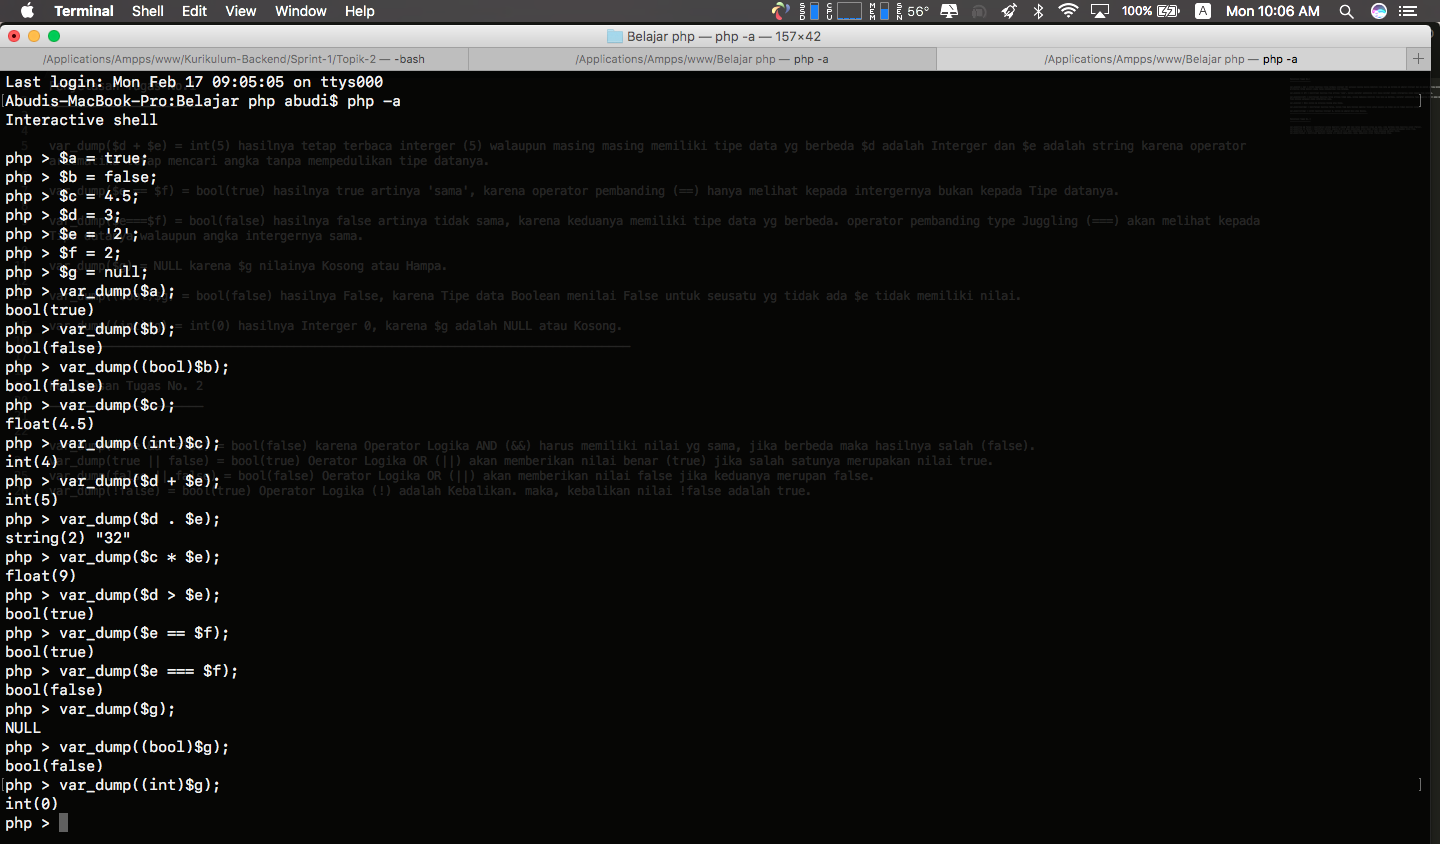 Terminal Shell Edit View Window Help
SSD CPU MEM SEN 56° 100% A Mon 10:06 AM
Belajar php — php -a — 157×42
/Applications/Ampps/www/Kurikulum-Backend/Sprint-1/Topik-2 — -bash
/Applications/Ampps/www/Belajar php — php -a
/Applications/Ampps/www/Belajar php — php -a
Last login: Mon Feb 17 09:05:05 on ttys000
Abudis-MacBook-Pro:Belajar php abudi$ php -a
Interactive shell
php > $a = true;
php > $b = false;
php > $c = 4.5;
php > $d = 3;
php > $e = '2';
php > $f = 2;
php > $g = null;
php > var_dump($a);
bool(true)
php > var_dump($b);
bool(false)
php > var_dump((bool)$b);
bool(false)
php > var_dump($c);
float(4.5)
php > var_dump((int)$c);
int(4)
php > var_dump($d + $e);
int(5)
php > var_dump($d . $e);
string(2) "32"
php > var_dump($c * $e);
float(9)
php > var_dump($d > $e);
bool(true)
php > var_dump($e == $f);
bool(true)
php > var_dump($e === $f);
bool(false)
php > var_dump($g);
NULL
php > var_dump((bool)$g);
bool(false)
php > var_dump((int)$g);
int(0)
php >
var_dump($d + $e) = int(5) hasilnya tetap terbaca interger (5) walaupun masing masing memiliki tipe data yg berbeda $d adalah Interger dan $e adalah string karena operator
mencari angka tanpa mempedulikan tipe datanya.
$f) = bool(true) hasilnya true artinya 'sama', karena operator pembanding (==) hanya melihat kepada intergernya bukan kepada Tipe datanya.
$f) = bool(false) hasilnya false artinya tidak sama, karena keduanya memiliki tipe data yg berbeda. operator pembanding type Juggling (===) akan melihat kepada
walaupun angka intergernya sama.
= NULL karena $g nilainya Kosong atau Hampa.
= bool(false) hasilnya False, karena Tipe data Boolean menilai False untuk seusatu yg tidak ada $e tidak memiliki nilai.
= int(0) hasilnya Interger 0, karena $g adalah NULL atau Kosong.
Tugas No. 2
= bool(false) karena Operator Logika AND (&&) harus memiliki nilai yg sama, jika berbeda maka hasilnya salah (false).
var_dump(true || false) = bool(true) Oerator Logika OR (||) akan memberikan nilai benar (true) jika salah satunya merupakan nilai true.
= bool(false) Oerator Logika OR (||) akan memberikan nilai false jika keduanya merupan false.
var_dump(!false) = bool(true) Operator Logika (!) adalah Kebalikan. maka, kebalikan nilai !false adalah true.